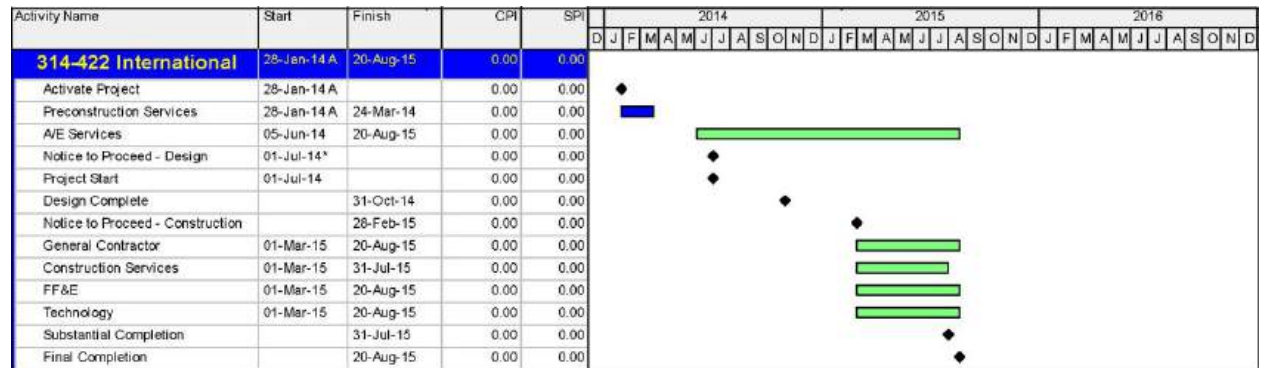 Activity Name Start Finish CPI SPI 2014 2015 2016
D J F M A M J J A S O N D J F M A M J J A S O N D J F M A M J J A S O N D
314-422 International 28-Jan-14 A 20-Aug-15 0.00 0.00
Activate Project 28-Jan-14 A 0.00 0.00
Preconstruction Services 28-Jan-14 A 24-Mar-14 0.00 0.00
A/E Services 05-Jun-14 20-Aug-15 0.00 0.00
Notice to Proceed - Design 01-Jul-14* 0.00 0.00
Project Start 01-Jul-14 0.00 0.00
Design Complete 31-Oct-14 0.00 0.00
Notice to Proceed - Construction 28-Feb-15 0.00 0.00
General Contractor 01-Mar-15 20-Aug-15 0.00 0.00
Construction Services 01-Mar-15 31-Jul-15 0.00 0.00
FF&E 01-Mar-15 20-Aug-15 0.00 0.00
Technology 01-Mar-15 20-Aug-15 0.00 0.00
Substantial Completion 31-Jul-15 0.00 0.00
Final Completion 20-Aug-15 0.00 0.00